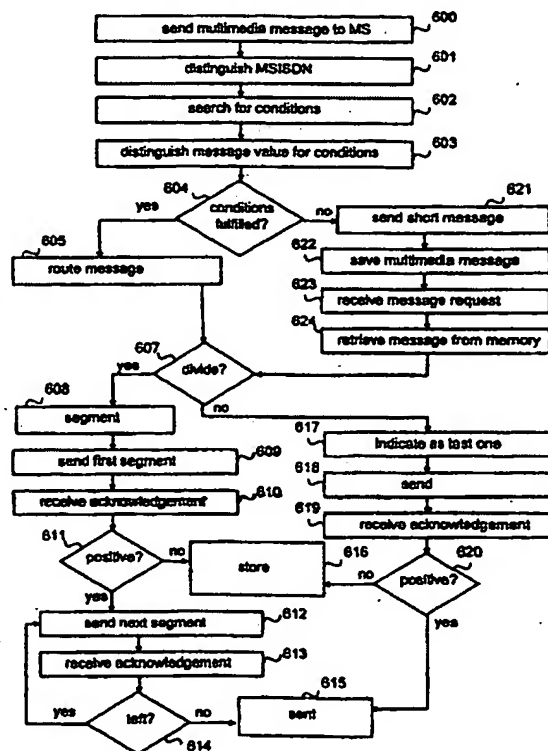 send multimedia message to MS
600
distinguish MSISDN
601
search for conditions
602
distinguish message value for conditions
603
604
conditions
fulfilled?
yes
no
605
route message
621
send short message
622
save multimedia message
623
receive message request
624
retrieve message from memory
607
divide?
yes
no
608
segment
609
send first segment
610
receive acknowledgement
611
positive?
no
yes
616
store
617
indicate as last one
618
send
619
receive acknowledgement
620
positive?
no
yes
612
send next segment
613
receive acknowledgement
614
left?
yes
no
615
sent